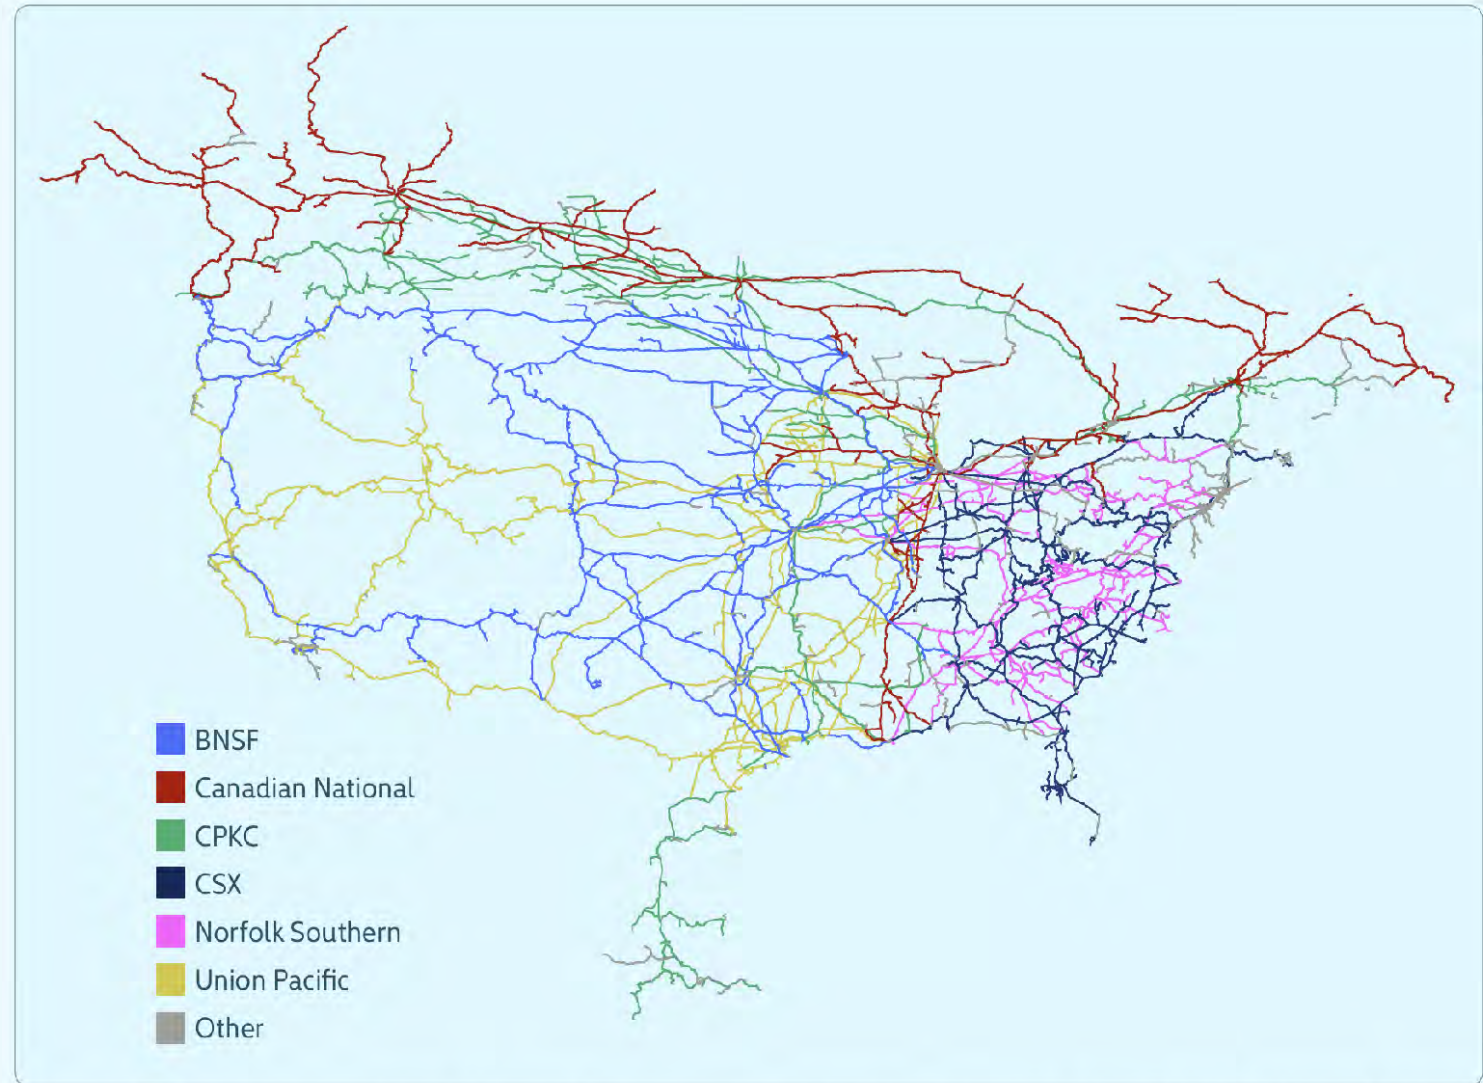 BNSF
Canadian National
CPKC
CSX
Norfolk Southern
Union Pacific
Other